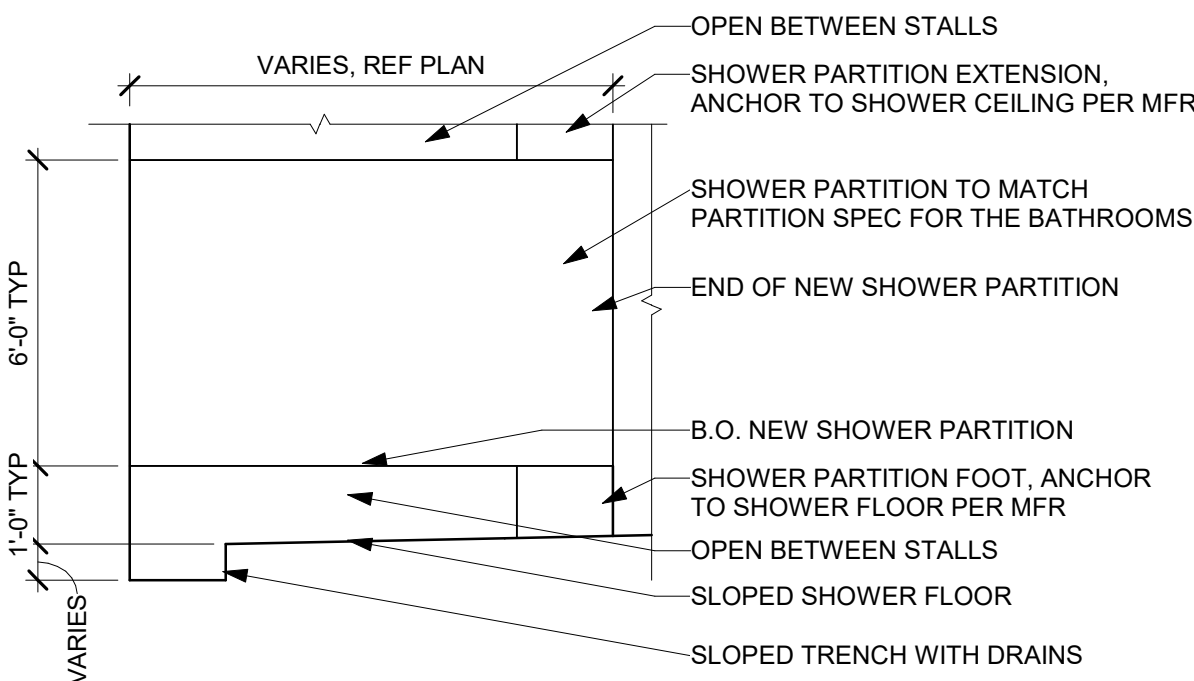 OPEN BETWEEN STALLS
VARIES, REF PLAN
SHOWER PARTITION EXTENSION,
ANCHOR TO SHOWER CEILING PER MFR
SHOWER PARTITION TO MATCH
PARTITION SPEC FOR THE BATHROOMS
END OF NEW SHOWER PARTITION
6'-0" TYP
B.O. NEW SHOWER PARTITION
1'-0" TYP
SHOWER PARTITION FOOT, ANCHOR
TO SHOWER FLOOR PER MFR
OPEN BETWEEN STALLS
SLOPED SHOWER FLOOR
VARIES
SLOPED TRENCH WITH DRAINS